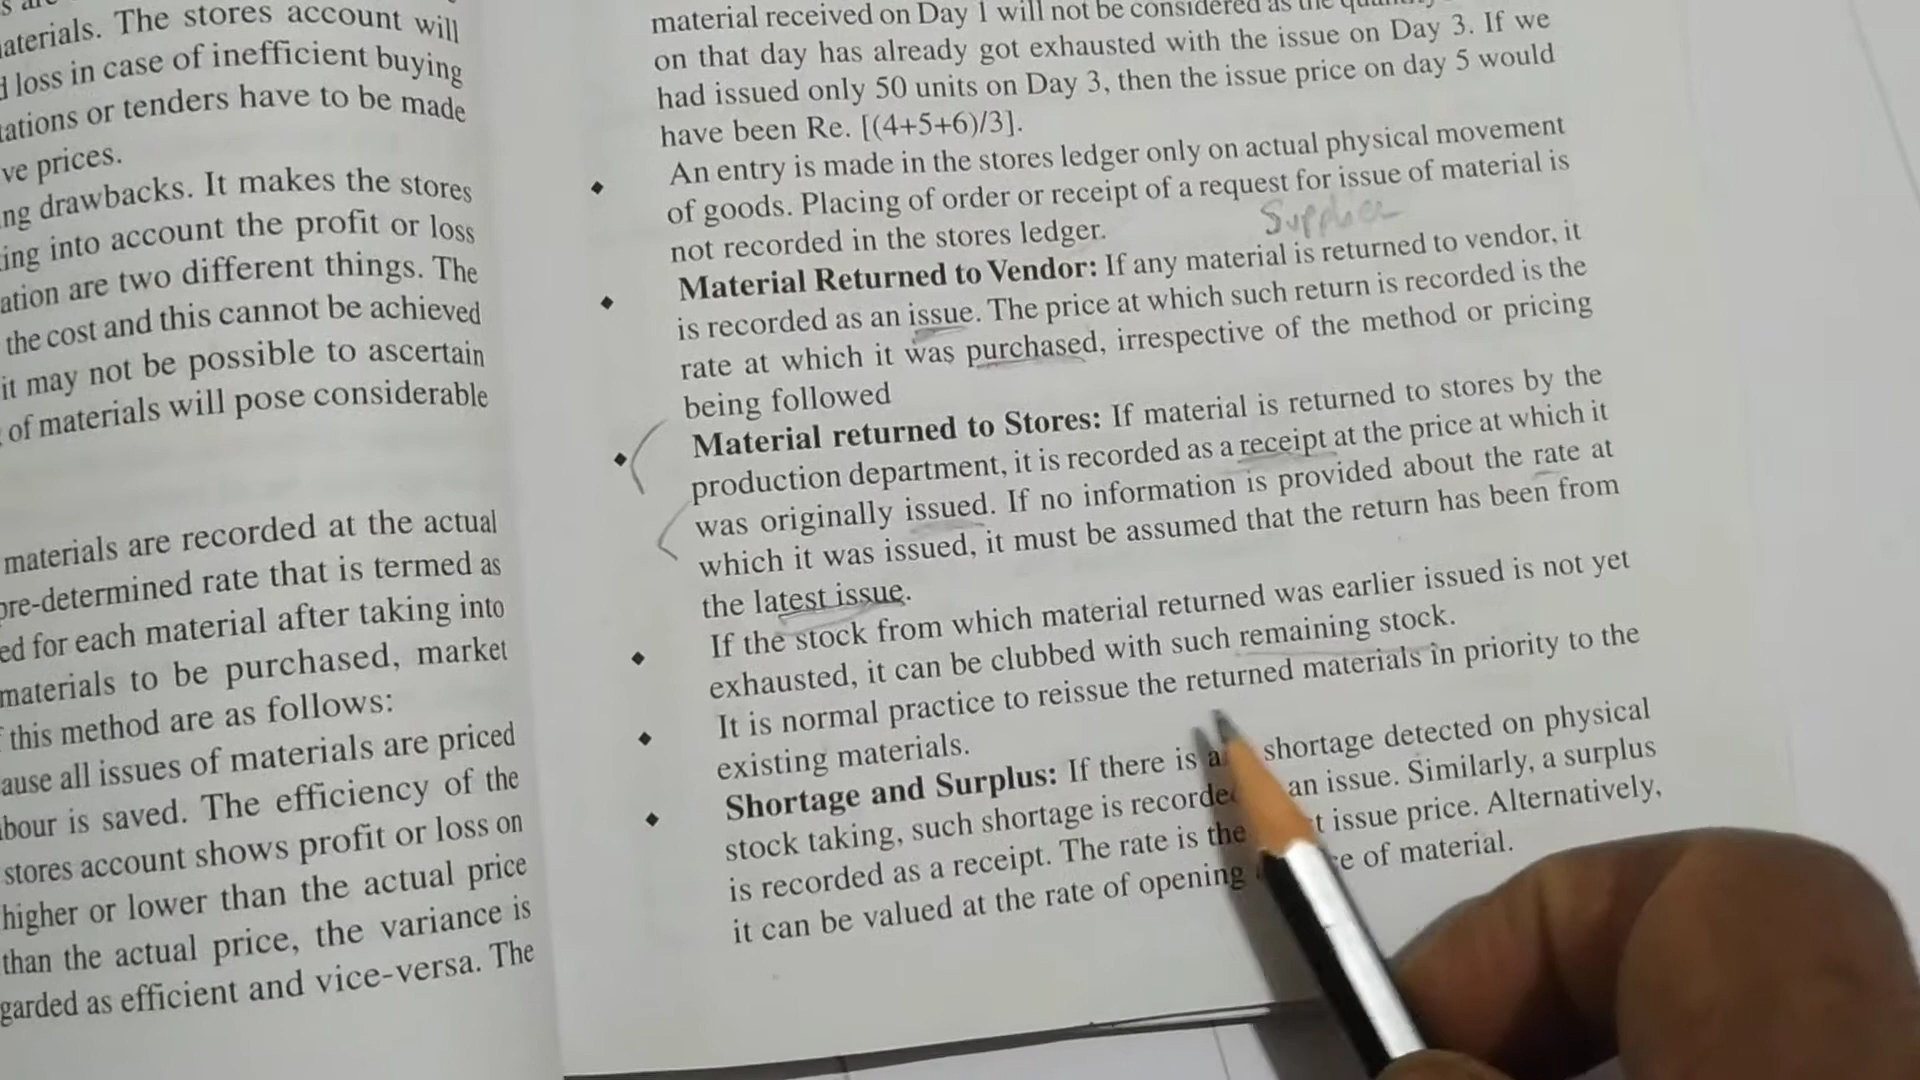 aterials. The stores account will
loss in case of inefficient buying
ations or tenders have to be made
ve prices.
ng drawbacks. It makes the stores
ing into account the profit or loss
ation are two different things. The
the cost and this cannot be achieved
it may not be possible to ascertain
of materials will pose considerable
materials are recorded at the actual
pre-determined rate that is termed as
ed for each material after taking into
materials to be purchased, market
this method are as follows:
ause all issues of materials are priced
bour is saved. The efficiency of the
stores account shows profit or loss on
higher or lower than the actual price
than the actual price, the variance is
garded as efficient and vice-versa. The
material received on Day 1 will not be considered as the
on that day has already got exhausted with the issue on Day 3. If we
had issued only 50 units on Day 3, then the issue price on day 5 would
have been Re. [(4+5+6)/3].
◆ An entry is made in the stores ledger only on actual physical movement
of goods. Placing of order or receipt of a request for issue of material is
not recorded in the stores ledger.
◆ Material Returned to Vendor: If any material is returned to vendor, it
is recorded as an issue. The price at which such return is recorded is the
rate at which it was purchased, irrespective of the method or pricing
being followed
◆ Material returned to Stores: If material is returned to stores by the
production department, it is recorded as a receipt at the price at which it
was originally issued. If no information is provided about the rate at
which it was issued, it must be assumed that the return has been from
the latest issue.
◆ If the stock from which material returned was earlier issued is not yet
exhausted, it can be clubbed with such remaining stock.
◆ It is normal practice to reissue the returned materials in priority to the
existing materials.
◆ Shortage and Surplus: If there is a shortage detected on physical
stock taking, such shortage is recorde an issue. Similarly, a surplus
is recorded as a receipt. The rate is the issue price. Alternatively,
it can be valued at the rate of opening of material.